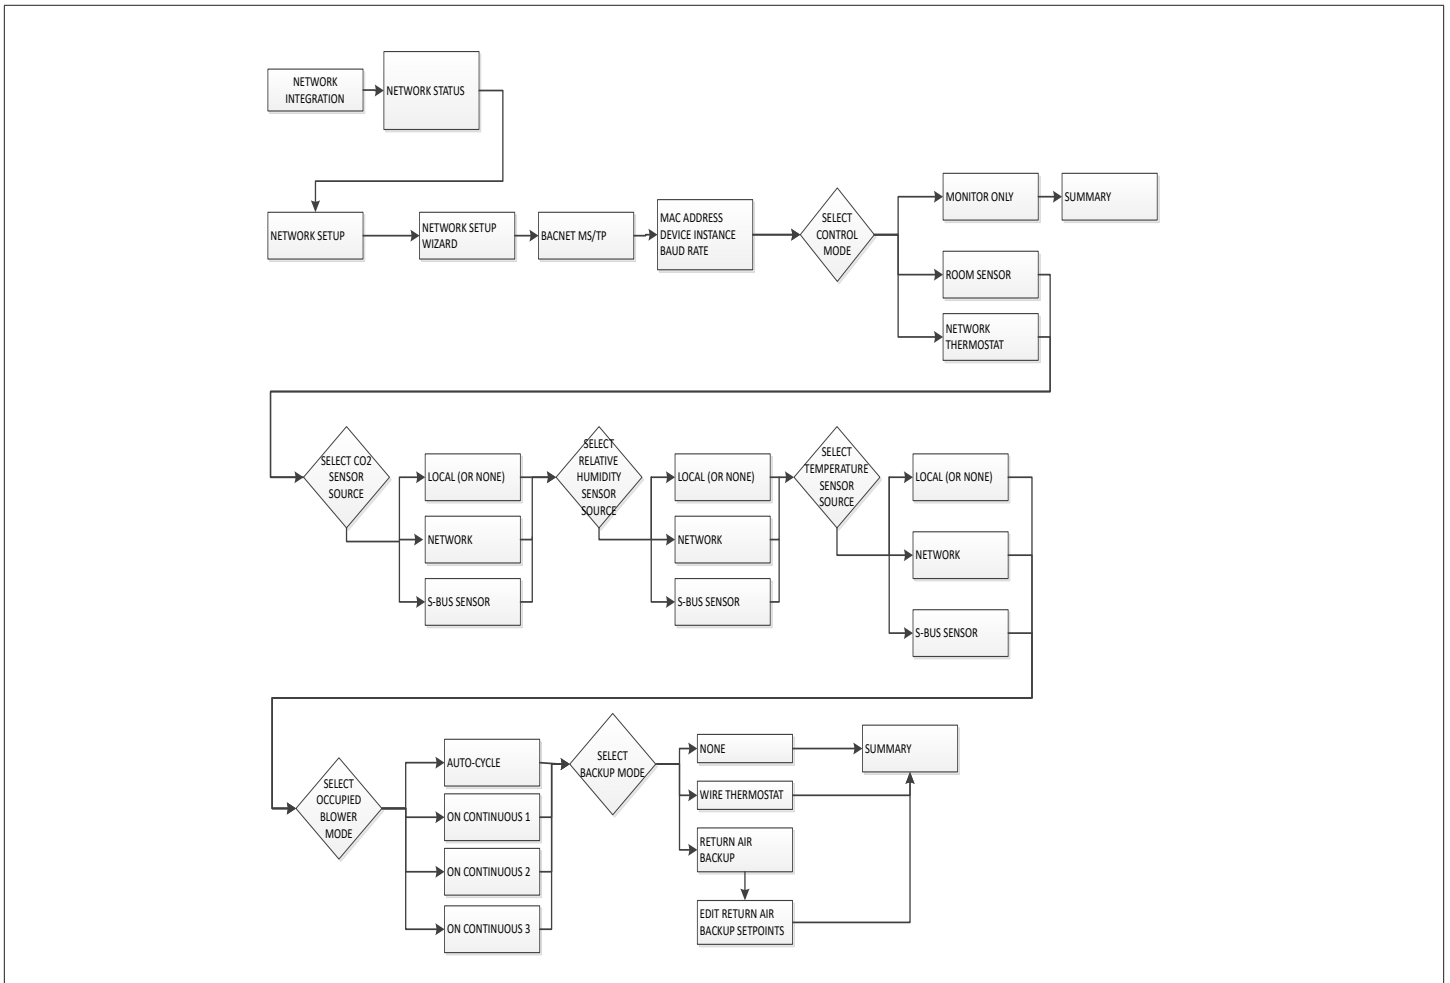 NETWORK
INTEGRATION
NETWORK STATUS
NETWORK SETUP
NETWORK SETUP
WIZARD
BACNET MS/TP
MAC ADDRESS
DEVICE INSTANCE
BAUD RATE
SELECT
CONTROL
MODE
MONITOR ONLY
SUMMARY
ROOM SENSOR
NETWORK
THERMOSTAT
SELECT CO2
SENSOR
SOURCE
LOCAL (OR NONE)
NETWORK
S-BUS SENSOR
SELECT
RELATIVE
HUMIDITY
SENSOR
SOURCE
LOCAL (OR NONE)
NETWORK
S-BUS SENSOR
SELECT
TEMPERATURE
SENSOR
SOURCE
LOCAL (OR NONE)
NETWORK
S-BUS SENSOR
SELECT
OCCUPIED
BLOWER
MODE
AUTO-CYCLE
ON CONTINUOUS 1
ON CONTINUOUS 2
ON CONTINUOUS 3
SELECT
BACKUP MODE
NONE
WIRE THERMOSTAT
RETURN AIR
BACKUP
EDIT RETURN AIR
BACKUP SETPOINTS
SUMMARY